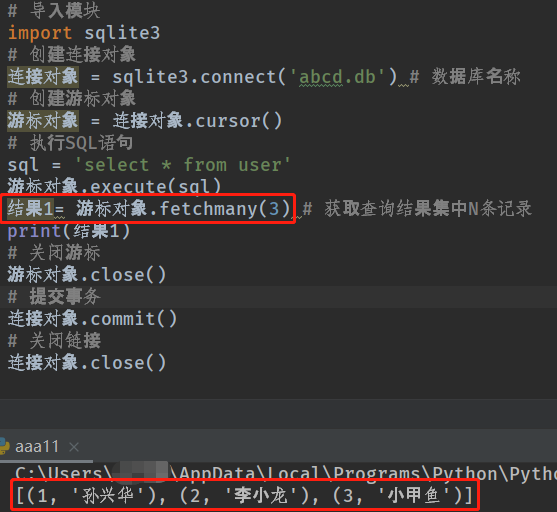 # 导入模块
import sqlite3
# 创建连接对象
连接对象 = sqlite3.connect('abcd.db') # 数据库名称
# 创建游标对象
游标对象 = 连接对象.cursor()
# 执行SQL语句
sql = 'select * from user'
游标对象.execute(sql)
结果1= 游标对象.fetchmany(3) # 获取查询结果集中N条记录
print(结果1)
# 关闭游标
游标对象.close()
# 提交事务
连接对象.commit()
# 关闭链接
连接对象.close()
aaa11 ×
C:\Users\ \AppData\Local\Programs\Python\Pytho
[(1, '孙兴华'), (2, '李小龙'), (3, '小甲鱼')]